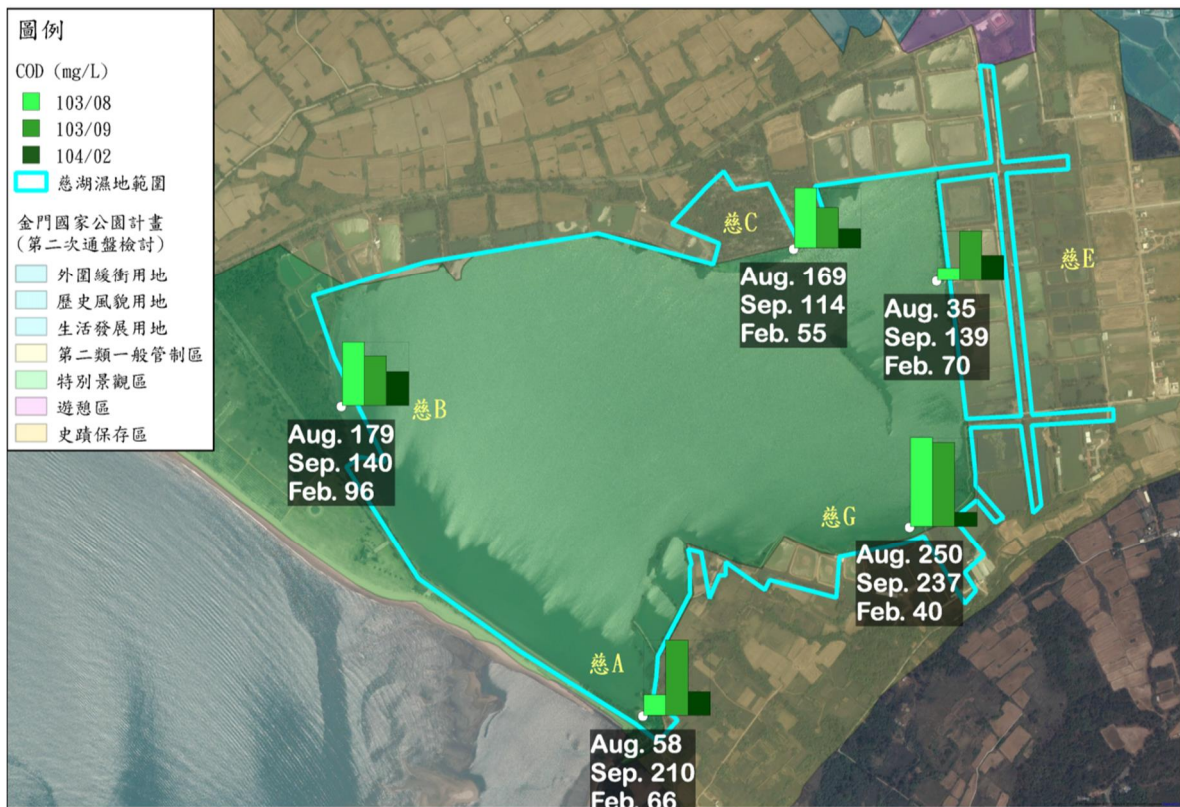 圖例
COD (mg/L)
103/08
103/09
104/02
慈湖濕地範圍
金門國家公園計畫
(第二次通盤檢討)
外圍緩衝用地
歷史風貌用地
生活發展用地
第二類一般管制區
特別景觀區
遊憩區
史蹟保存區
慈C
Aug. 169
Sep. 114
Feb. 55
慈E
Aug. 35
Sep. 139
Feb. 70
慈B
Aug. 179
Sep. 140
Feb. 96
慈G
Aug. 250
Sep. 237
Feb. 40
慈A
Aug. 58
Sep. 210
Feb. 66